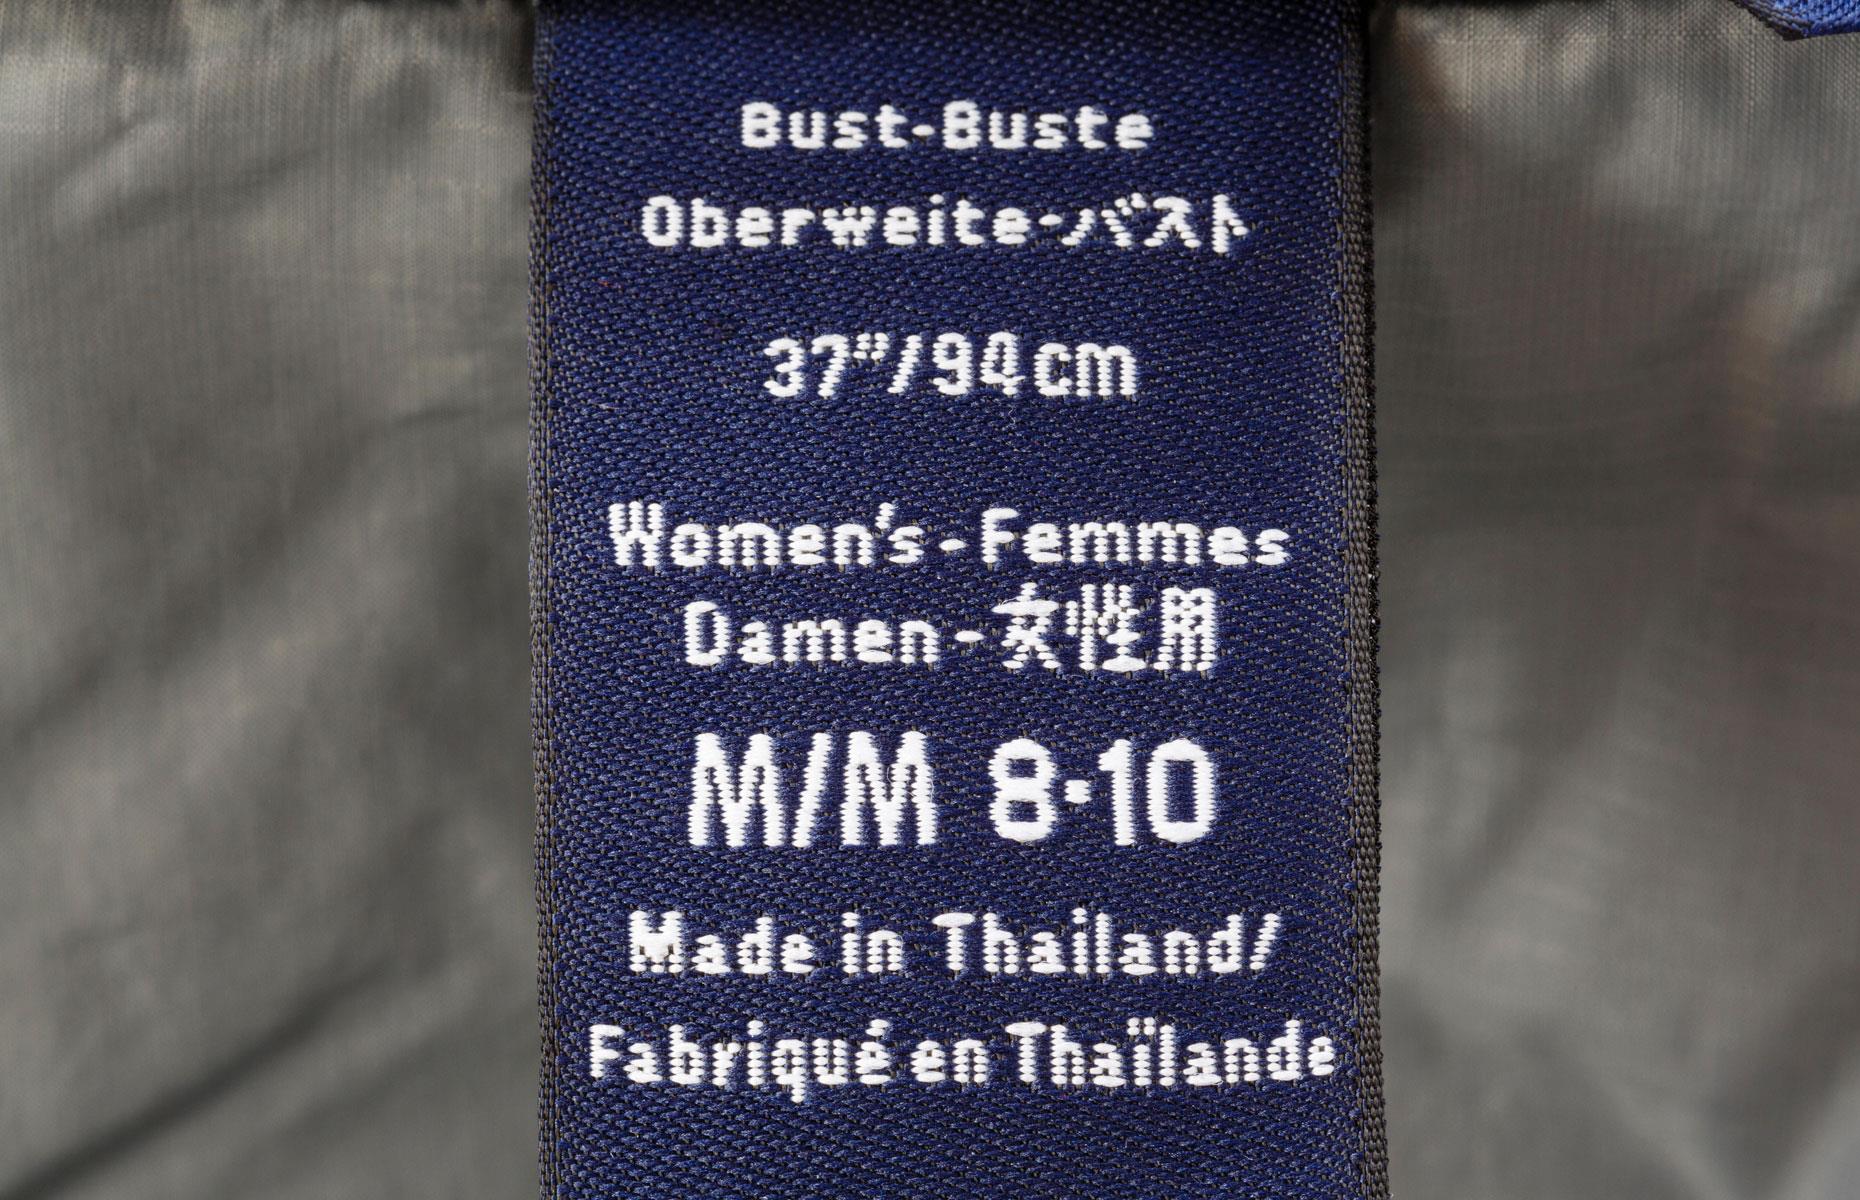 Bust・Buste
Oberweite・バスト
37"/94cm
Women's・Femmes
Damen・女性用
M/M 8・10
Made in Thailand/
Fabriqué en Thaïlande